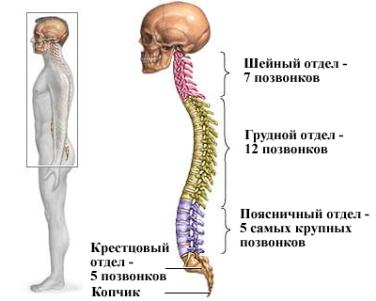 Шейный отдел -
7 позвонков
Грудной отдел -
12 позвонков
Поясничный отдел -
5 самых крупных
позвонков
Крестцовый
отдел -
5 позвонков
Копчик